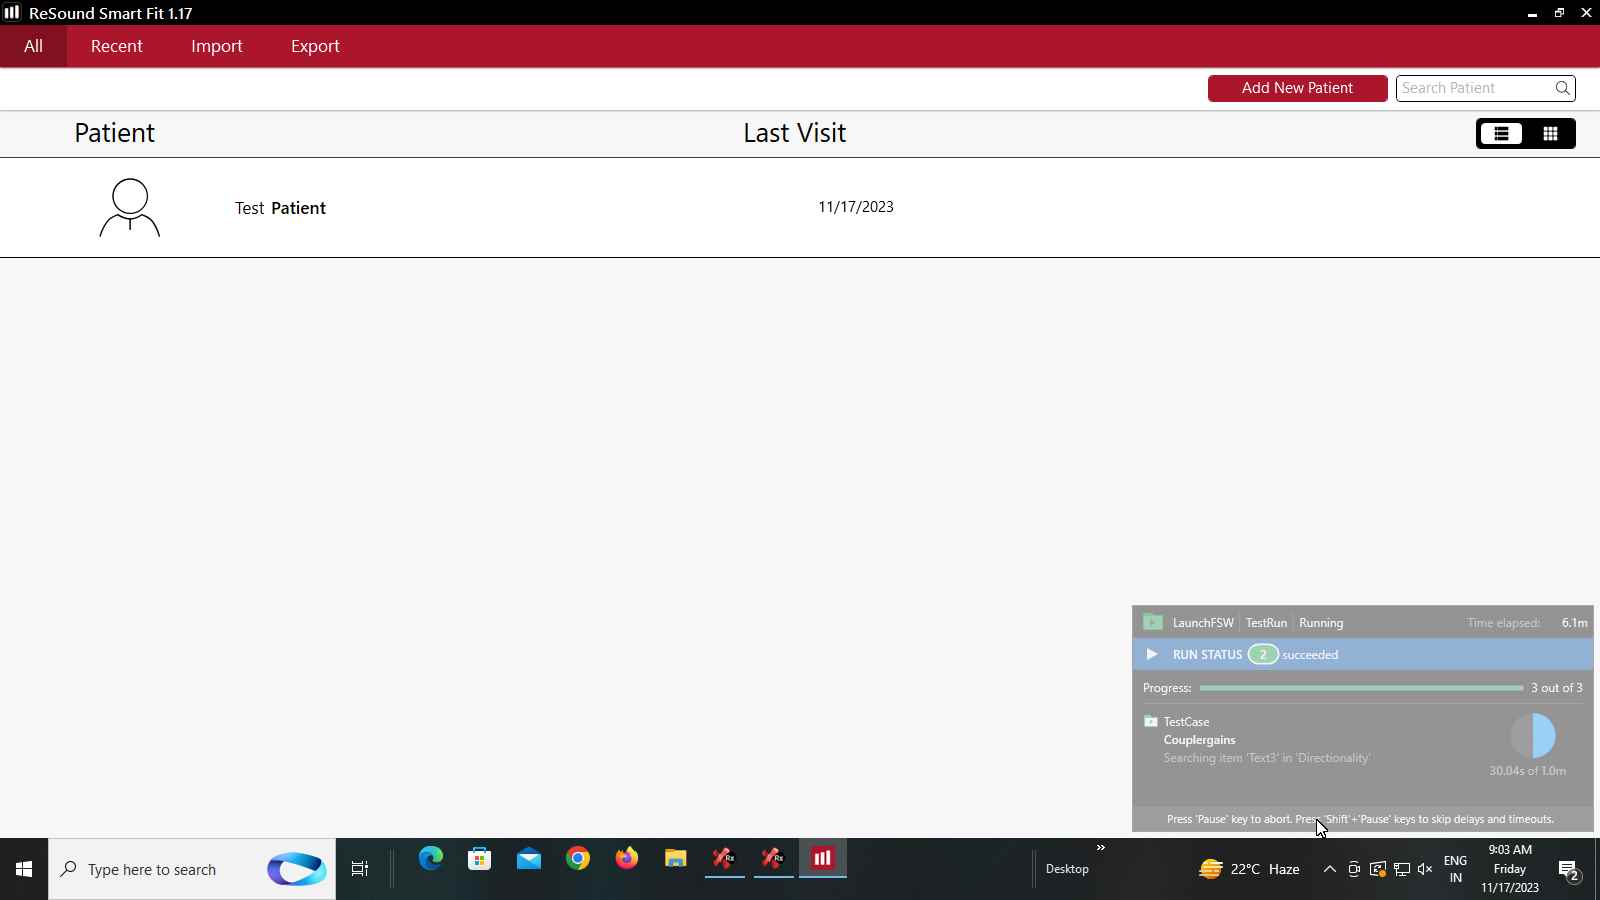 ReSound Smart Fit 1.17
All Recent Import Export
Add New Patient Search Patient
Patient Last Visit
Test Patient 11/17/2023
LaunchFSW TestRun Running Time elapsed: 6.1m
RUN STATUS 2 succeeded
Progress: 3 out of 3
TestCase
Couplergains
Searching item 'Text3' in 'Directionality'
30.04s of 1.0m
Press 'Pause' key to abort. Press 'Shift'+'Pause' keys to skip delays and timeouts.
Type here to search
Rx
Rx
Desktop
»
22°C Haze
ENG
IN
9:03 AM
Friday
11/17/2023
2